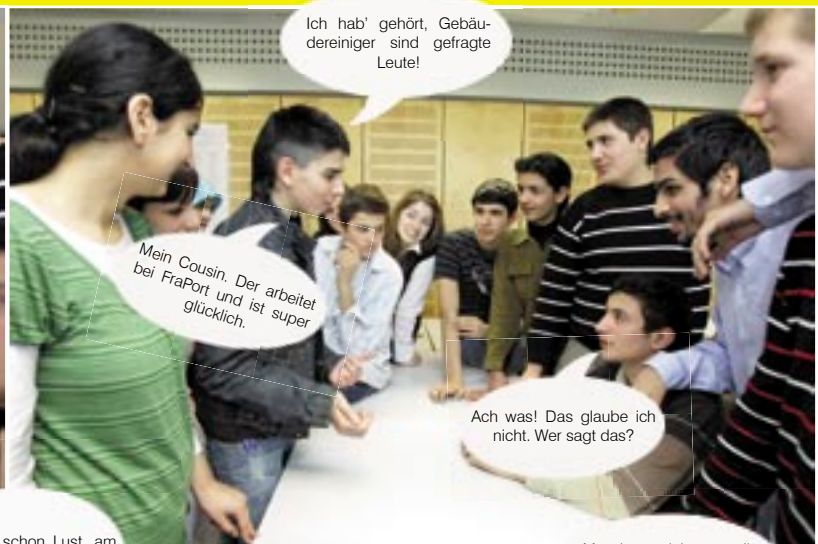 Ich hab' gehört, Gebäu-
dereiniger sind gefragte
Leute!
Ach was! Das glaube ich
nicht. Wer sagt das?
Mein Cousin. Der arbeitet
bei FraPort und ist super
glücklich.
schon Lust, am